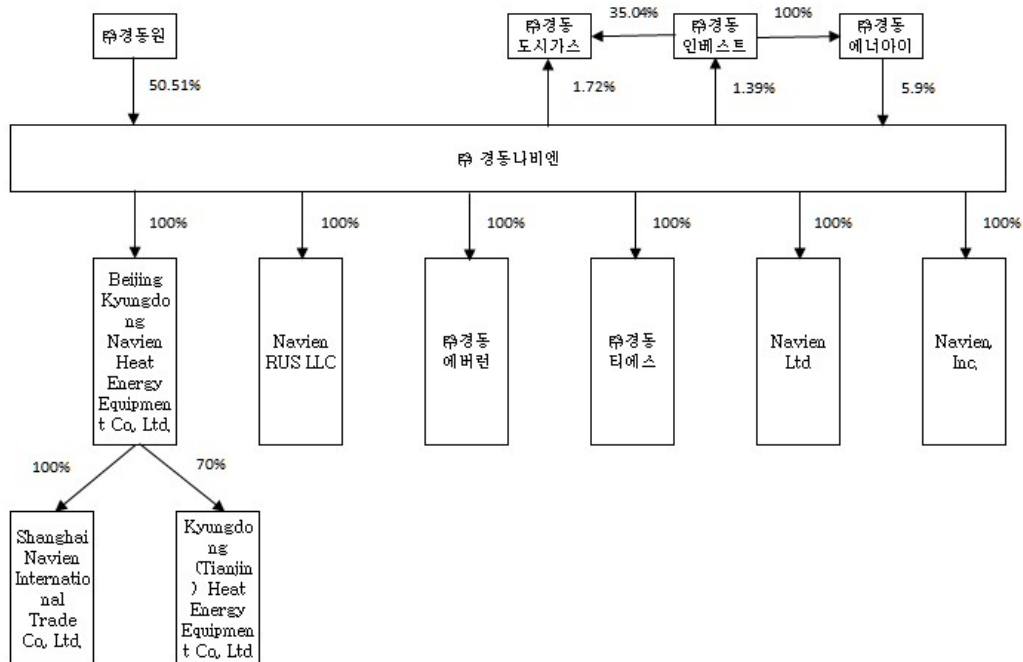 ㈜경동원
㈜경동
도시가스
35.04%
㈜경동
인베스트
100%
㈜경동
에너아이
50.51%
1.72%
1.39%
5.9%
㈜ 경동나비엔
100%
100%
100%
100%
100%
100%
Beijing
Kyungdo
ng
Navien
Heat
Energy
Equipmen
t Co, Ltd,
Navien
RUS LLC
㈜경동
에버런
㈜경동
티에스
Navien
Ltd
Navien,
Inc,
100%
70%
Shanghai
Navien
Internatio
nal
Trade
Co, Ltd,
Kyungdo
ng
(Tianjin
) Heat
Energy
Equipmen
t Co, Ltd